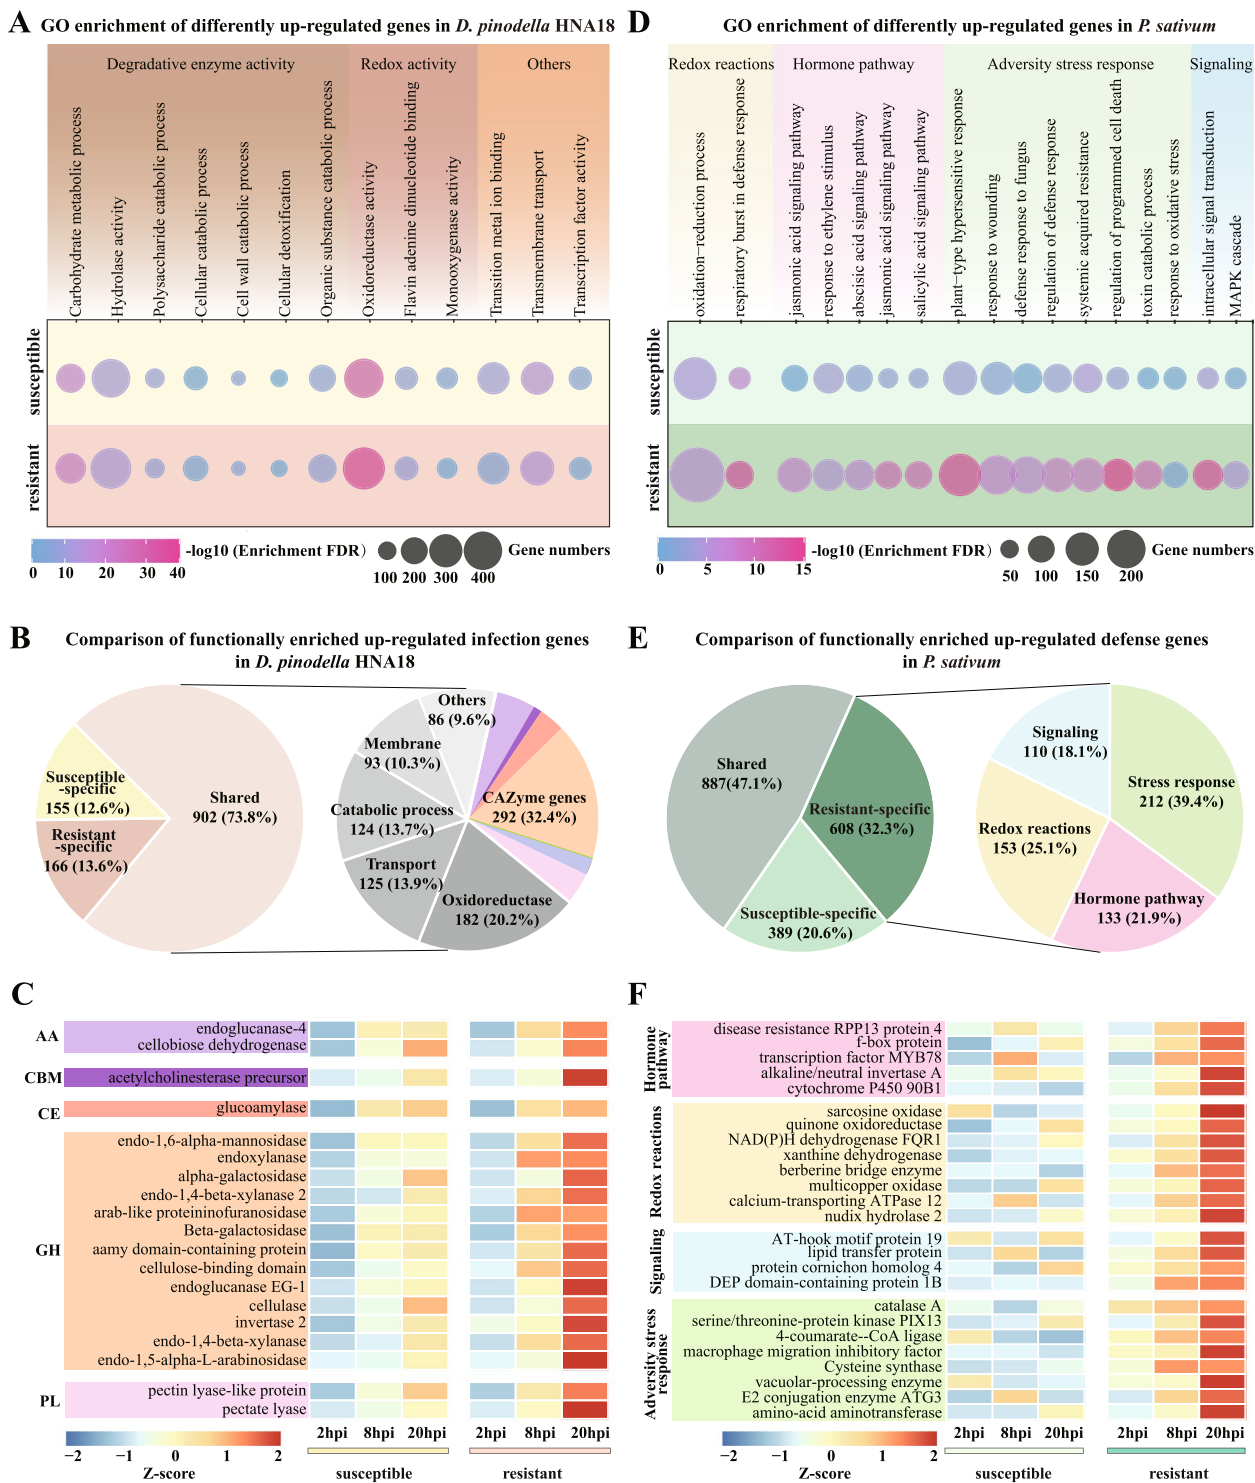 A GO enrichment of differently up-regulated genes in D. pinodella HNA18
Degradative enzyme activity
Redox activity
Others
Carbohydrate metabolic process
Hydrolase activity
Polysaccharide catabolic process
Cellular catabolic process
Cell wall catabolic process
Cellular detoxification
Organic substance catabolic process
Oxidoreductase activity
Flavin adenine dinucleotide binding
Monooxygenase activity
Transition metal ion binding
Transmembrane transport
Transcription factor activity
susceptible
resistant
0 10 20 30 40
-log10 (Enrichment FDR)
100 200 300 400
Gene numbers
D GO enrichment of differently up-regulated genes in P. sativum
Redox reactions
Hormone pathway
Adversity stress response
Signaling
oxidation−reduction process
respiratory burst in defense response
jasmonic acid signaling pathway
response to ethylene stimulus
abscisic acid signaling pathway
jasmonic acid signaling pathway
salicylic acid signaling pathway
plant−type hypersensitive response
response to wounding
defense response to fungus
regulation of defense response
systemic acquired resistance
regulation of progrmmed cell death
toxin catabolic process
response to oxidative stress
intracellular signal transduction
MAPK cascade
susceptible
resistant
0 5 10 15
-log10 (Enrichment FDR)
50 100 150 200
Gene numbers
B Comparison of functionally enriched up-regulated infection genes
in D. pinodella HNA18
Susceptible
-specific
155 (12.6%)
Resistant
-specific
166 (13.6%)
Shared
902 (73.8%)
Others
86 (9.6%)
Membrane
93 (10.3%)
Catabolic process
124 (13.7%)
Transport
125 (13.9%)
Oxidoreductase
182 (20.2%)
CAZyme genes
292 (32.4%)
E Comparison of functionally enriched up-regulated defense genes
in P. sativum
Shared
887(47.1%)
Resistant-specific
608 (32.3%)
Susceptible-specific
389 (20.6%)
Signaling
110 (18.1%)
Stress response
212 (39.4%)
Redox reactions
153 (25.1%)
Hormone pathway
133 (21.9%)
C
AA
endoglucanase-4
cellobiose dehydrogenase
CBM
acetylcholinesterase precursor
CE
glucoamylase
GH
endo-1,6-alpha-mannosidase
endoxylanase
alpha-galactosidase
endo-1,4-beta-xylanase 2
arab-like proteininofuranosidase
Beta-galactosidase
aamy domain-containing protein
cellulose-binding domain
endoglucanase EG-1
cellulase
invertase 2
endo-1,4-beta-xylanase
endo-1,5-alpha-L-arabinosidase
PL
pectin lyase-like protein
pectate lyase
2hpi 8hpi 20hpi 2hpi 8hpi 20hpi
−2 −1 0 1 2
Z-score
susceptible
resistant
F
Hormone
pathway
disease resistance RPP13 protein 4
f-box protein
transcription factor MYB78
alkaline/neutral invertase A
cytochrome P450 90B1
Redox reactions
sarcosine oxidase
quinone oxidoreductase
NAD(P)H dehydrogenase FQR1
xanthine dehydrogenase
berberine bridge enzyme
multicopper oxidase
calcium-transporting ATPase 12
nudix hydrolase 2
Signaling
AT-hook motif protein 19
lipid transfer protein
protein cornichon homolog 4
DEP domain-containing protein 1B
Adversity stress
response
catalase A
serine/threonine-protein kinase PIX13
4-coumarate--CoA ligase
macrophage migration inhibitory factor
Cysteine synthase
vacuolar-processing enzyme
E2 conjugation enzyme ATG3
amino-acid aminotransferase
2hpi 8hpi 20hpi 2hpi 8hpi 20hpi
−2 −1 0 1 2
Z-score
susceptible
resistant